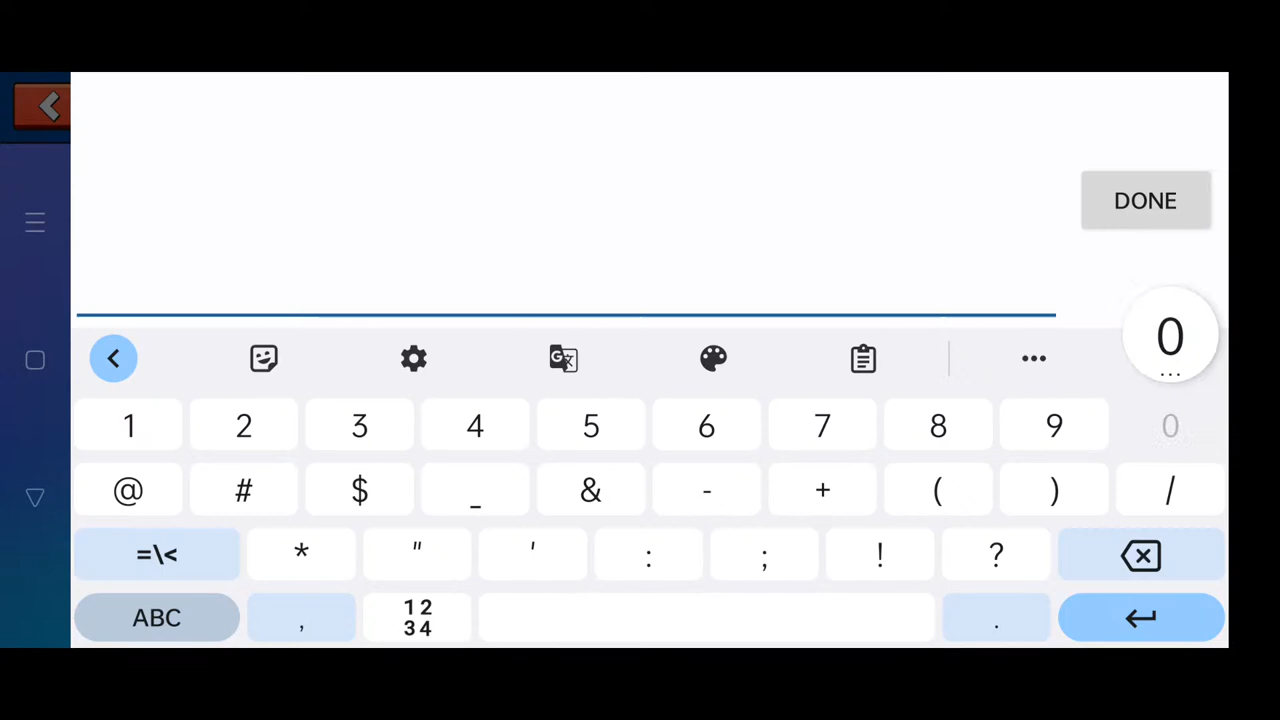 DONE
0
1 2 3 4 5 6 7 8 9 0
@ # $ _ & - + ( ) /
=\< * " ' : ; ! ?
ABC , 12 .
34